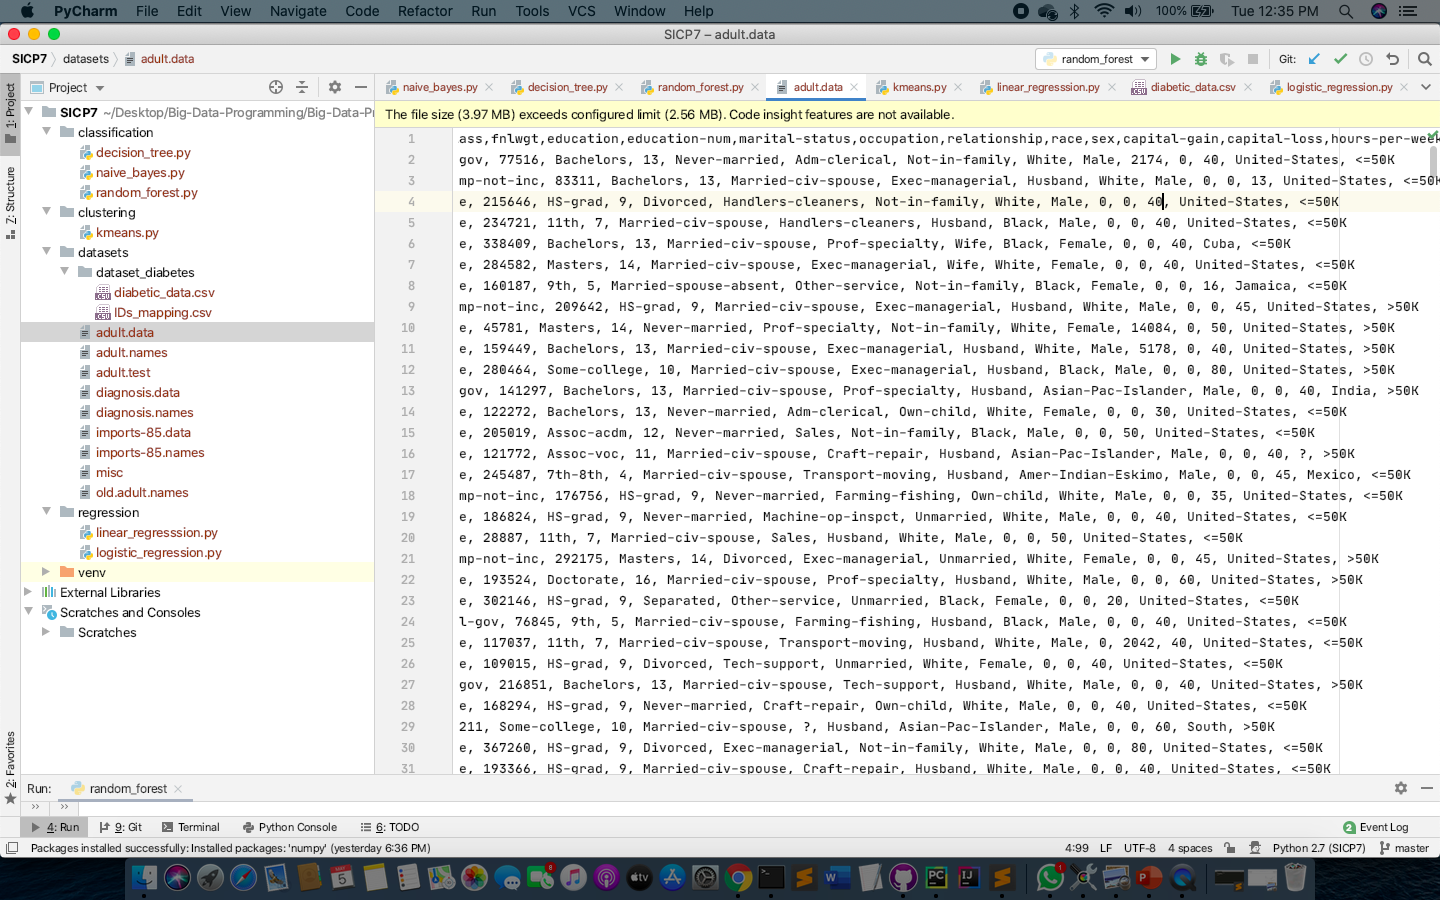 PyCharm File Edit View Navigate Code Refactor Run Tools VCS Window Help 100% Tue 12:35 PM
SICP7 – adult.data
SICP7 datasets adult.data random_forest Git:
Project naive_bayes.py decision_tree.py random_forest.py adult.data kmeans.py linear_regresssion.py diabetic_data.csv logistic_regression.py
1: Project
Z: Structure
2: Favorites
SICP7 ~/Desktop/Big-Data-Programming/Big-Data-Pr
classification
decision_tree.py
naive_bayes.py
random_forest.py
clustering
kmeans.py
datasets
dataset_diabetes
diabetic_data.csv
IDs_mapping.csv
adult.data
adult.names
adult.test
diagnosis.data
diagnosis.names
imports-85.data
imports-85.names
misc
old.adult.names
regression
linear_regresssion.py
logistic_regression.py
venv
External Libraries
Scratches and Consoles
Scratches
The file size (3.97 MB) exceeds configured limit (2.56 MB). Code insight features are not available.
1 ass,fnlwgt,education,education-num,marital-status,occupation,relationship,race,sex,capital-gain,capital-loss,hours-per-week
2 gov, 77516, Bachelors, 13, Never-married, Adm-clerical, Not-in-family, White, Male, 2174, 0, 40, United-States, <=50K
3 mp-not-inc, 83311, Bachelors, 13, Married-civ-spouse, Exec-managerial, Husband, White, Male, 0, 0, 13, United-States, <=50K
4 e, 215646, HS-grad, 9, Divorced, Handlers-cleaners, Not-in-family, White, Male, 0, 0, 40, United-States, <=50K
5 e, 234721, 11th, 7, Married-civ-spouse, Handlers-cleaners, Husband, Black, Male, 0, 0, 40, United-States, <=50K
6 e, 338409, Bachelors, 13, Married-civ-spouse, Prof-specialty, Wife, Black, Female, 0, 0, 40, Cuba, <=50K
7 e, 284582, Masters, 14, Married-civ-spouse, Exec-managerial, Wife, White, Female, 0, 0, 40, United-States, <=50K
8 e, 160187, 9th, 5, Married-spouse-absent, Other-service, Not-in-family, Black, Female, 0, 0, 16, Jamaica, <=50K
9 mp-not-inc, 209642, HS-grad, 9, Married-civ-spouse, Exec-managerial, Husband, White, Male, 0, 0, 45, United-States, >50K
10 e, 45781, Masters, 14, Never-married, Prof-specialty, Not-in-family, White, Female, 14084, 0, 50, United-States, >50K
11 e, 159449, Bachelors, 13, Married-civ-spouse, Exec-managerial, Husband, White, Male, 5178, 0, 40, United-States, >50K
12 e, 280464, Some-college, 10, Married-civ-spouse, Exec-managerial, Husband, Black, Male, 0, 0, 80, United-States, >50K
13 gov, 141297, Bachelors, 13, Married-civ-spouse, Prof-specialty, Husband, Asian-Pac-Islander, Male, 0, 0, 40, India, >50K
14 e, 122272, Bachelors, 13, Never-married, Adm-clerical, Own-child, White, Female, 0, 0, 30, United-States, <=50K
15 e, 205019, Assoc-acdm, 12, Never-married, Sales, Not-in-family, Black, Male, 0, 0, 50, United-States, <=50K
16 e, 121772, Assoc-voc, 11, Married-civ-spouse, Craft-repair, Husband, Asian-Pac-Islander, Male, 0, 0, 40, ?, >50K
17 e, 245487, 7th-8th, 4, Married-civ-spouse, Transport-moving, Husband, Amer-Indian-Eskimo, Male, 0, 0, 45, Mexico, <=50K
18 mp-not-inc, 176756, HS-grad, 9, Never-married, Farming-fishing, Own-child, White, Male, 0, 0, 35, United-States, <=50K
19 e, 186824, HS-grad, 9, Never-married, Machine-op-inspct, Unmarried, White, Male, 0, 0, 40, United-States, <=50K
20 e, 28887, 11th, 7, Married-civ-spouse, Sales, Husband, White, Male, 0, 0, 50, United-States, <=50K
21 mp-not-inc, 292175, Masters, 14, Divorced, Exec-managerial, Unmarried, White, Female, 0, 0, 45, United-States, >50K
22 e, 193524, Doctorate, 16, Married-civ-spouse, Prof-specialty, Husband, White, Male, 0, 0, 60, United-States, >50K
23 e, 302146, HS-grad, 9, Separated, Other-service, Unmarried, Black, Female, 0, 0, 20, United-States, <=50K
24 l-gov, 76845, 9th, 5, Married-civ-spouse, Farming-fishing, Husband, Black, Male, 0, 0, 40, United-States, <=50K
25 e, 117037, 11th, 7, Married-civ-spouse, Transport-moving, Husband, White, Male, 0, 2042, 40, United-States, <=50K
26 e, 109015, HS-grad, 9, Divorced, Tech-support, Unmarried, White, Female, 0, 0, 40, United-States, <=50K
27 gov, 216851, Bachelors, 13, Married-civ-spouse, Tech-support, Husband, White, Male, 0, 0, 40, United-States, >50K
28 e, 168294, HS-grad, 9, Never-married, Craft-repair, Own-child, White, Male, 0, 0, 40, United-States, <=50K
29 211, Some-college, 10, Married-civ-spouse, ?, Husband, Asian-Pac-Islander, Male, 0, 0, 60, South, >50K
30 e, 367260, HS-grad, 9, Divorced, Exec-managerial, Not-in-family, White, Male, 0, 0, 80, United-States, <=50K
31 e, 193366, HS-grad, 9, Married-civ-spouse, Craft-repair, Husband, White, Male, 0, 0, 40, United-States, <=50K
Run: random_forest
4: Run 9: Git Terminal Python Console 6: TODO 2 Event Log
Packages installed successfully: Installed packages: 'numpy' (yesterday 6:36 PM) 4:99 LF UTF-8 4 spaces Python 2.7 (SICP7) master
5 8 tv PC IJ 1